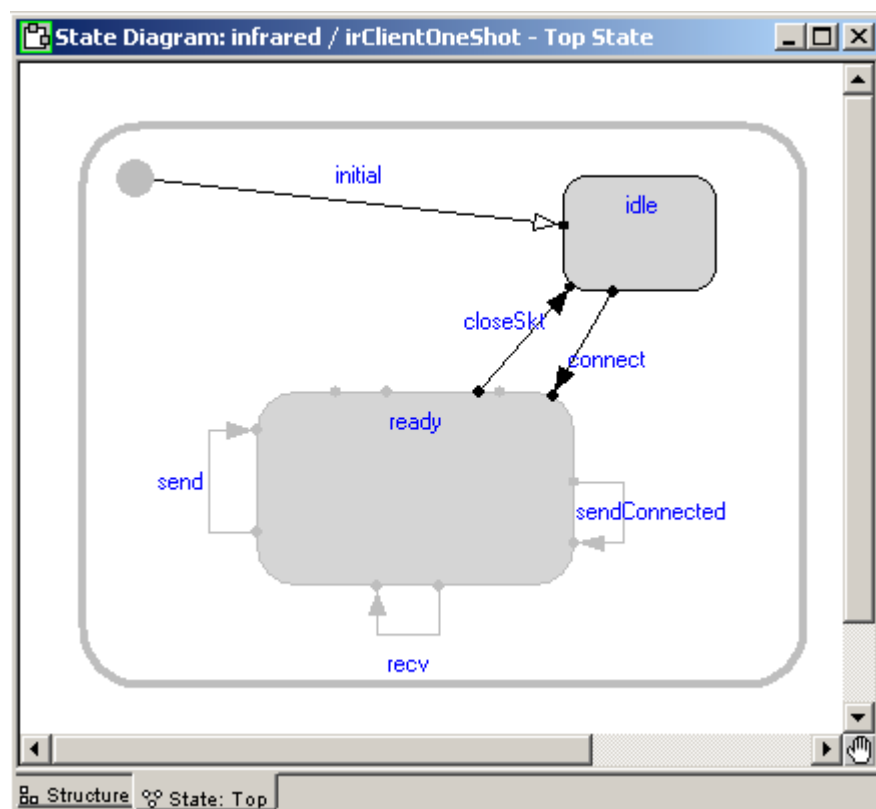 State Diagram: infrared / irClientOneShot - Top State
initial
idle
closeSkt
connect
ready
send
sendConnected
recv
Structure State: Top